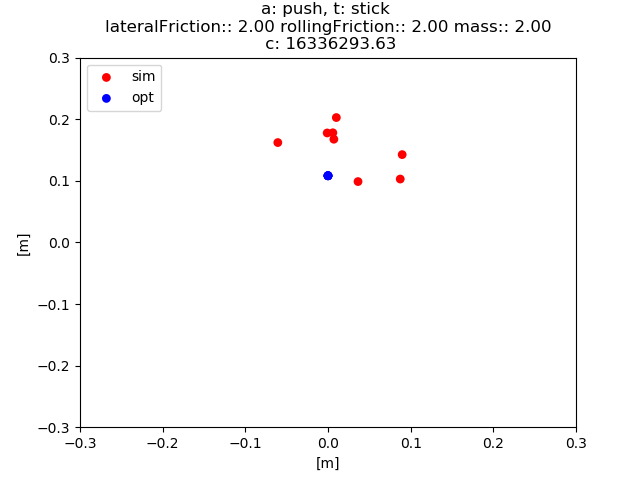 a: push, t: stick
lateralFriction:: 2.00 rollingFriction:: 2.00 mass:: 2.00
c: 16336293.63
sim
opt
0.3
0.2
0.1
0.0
−0.1
−0.2
−0.3
[m]
−0.3 −0.2 −0.1 0.0 0.1 0.2 0.3
[m]